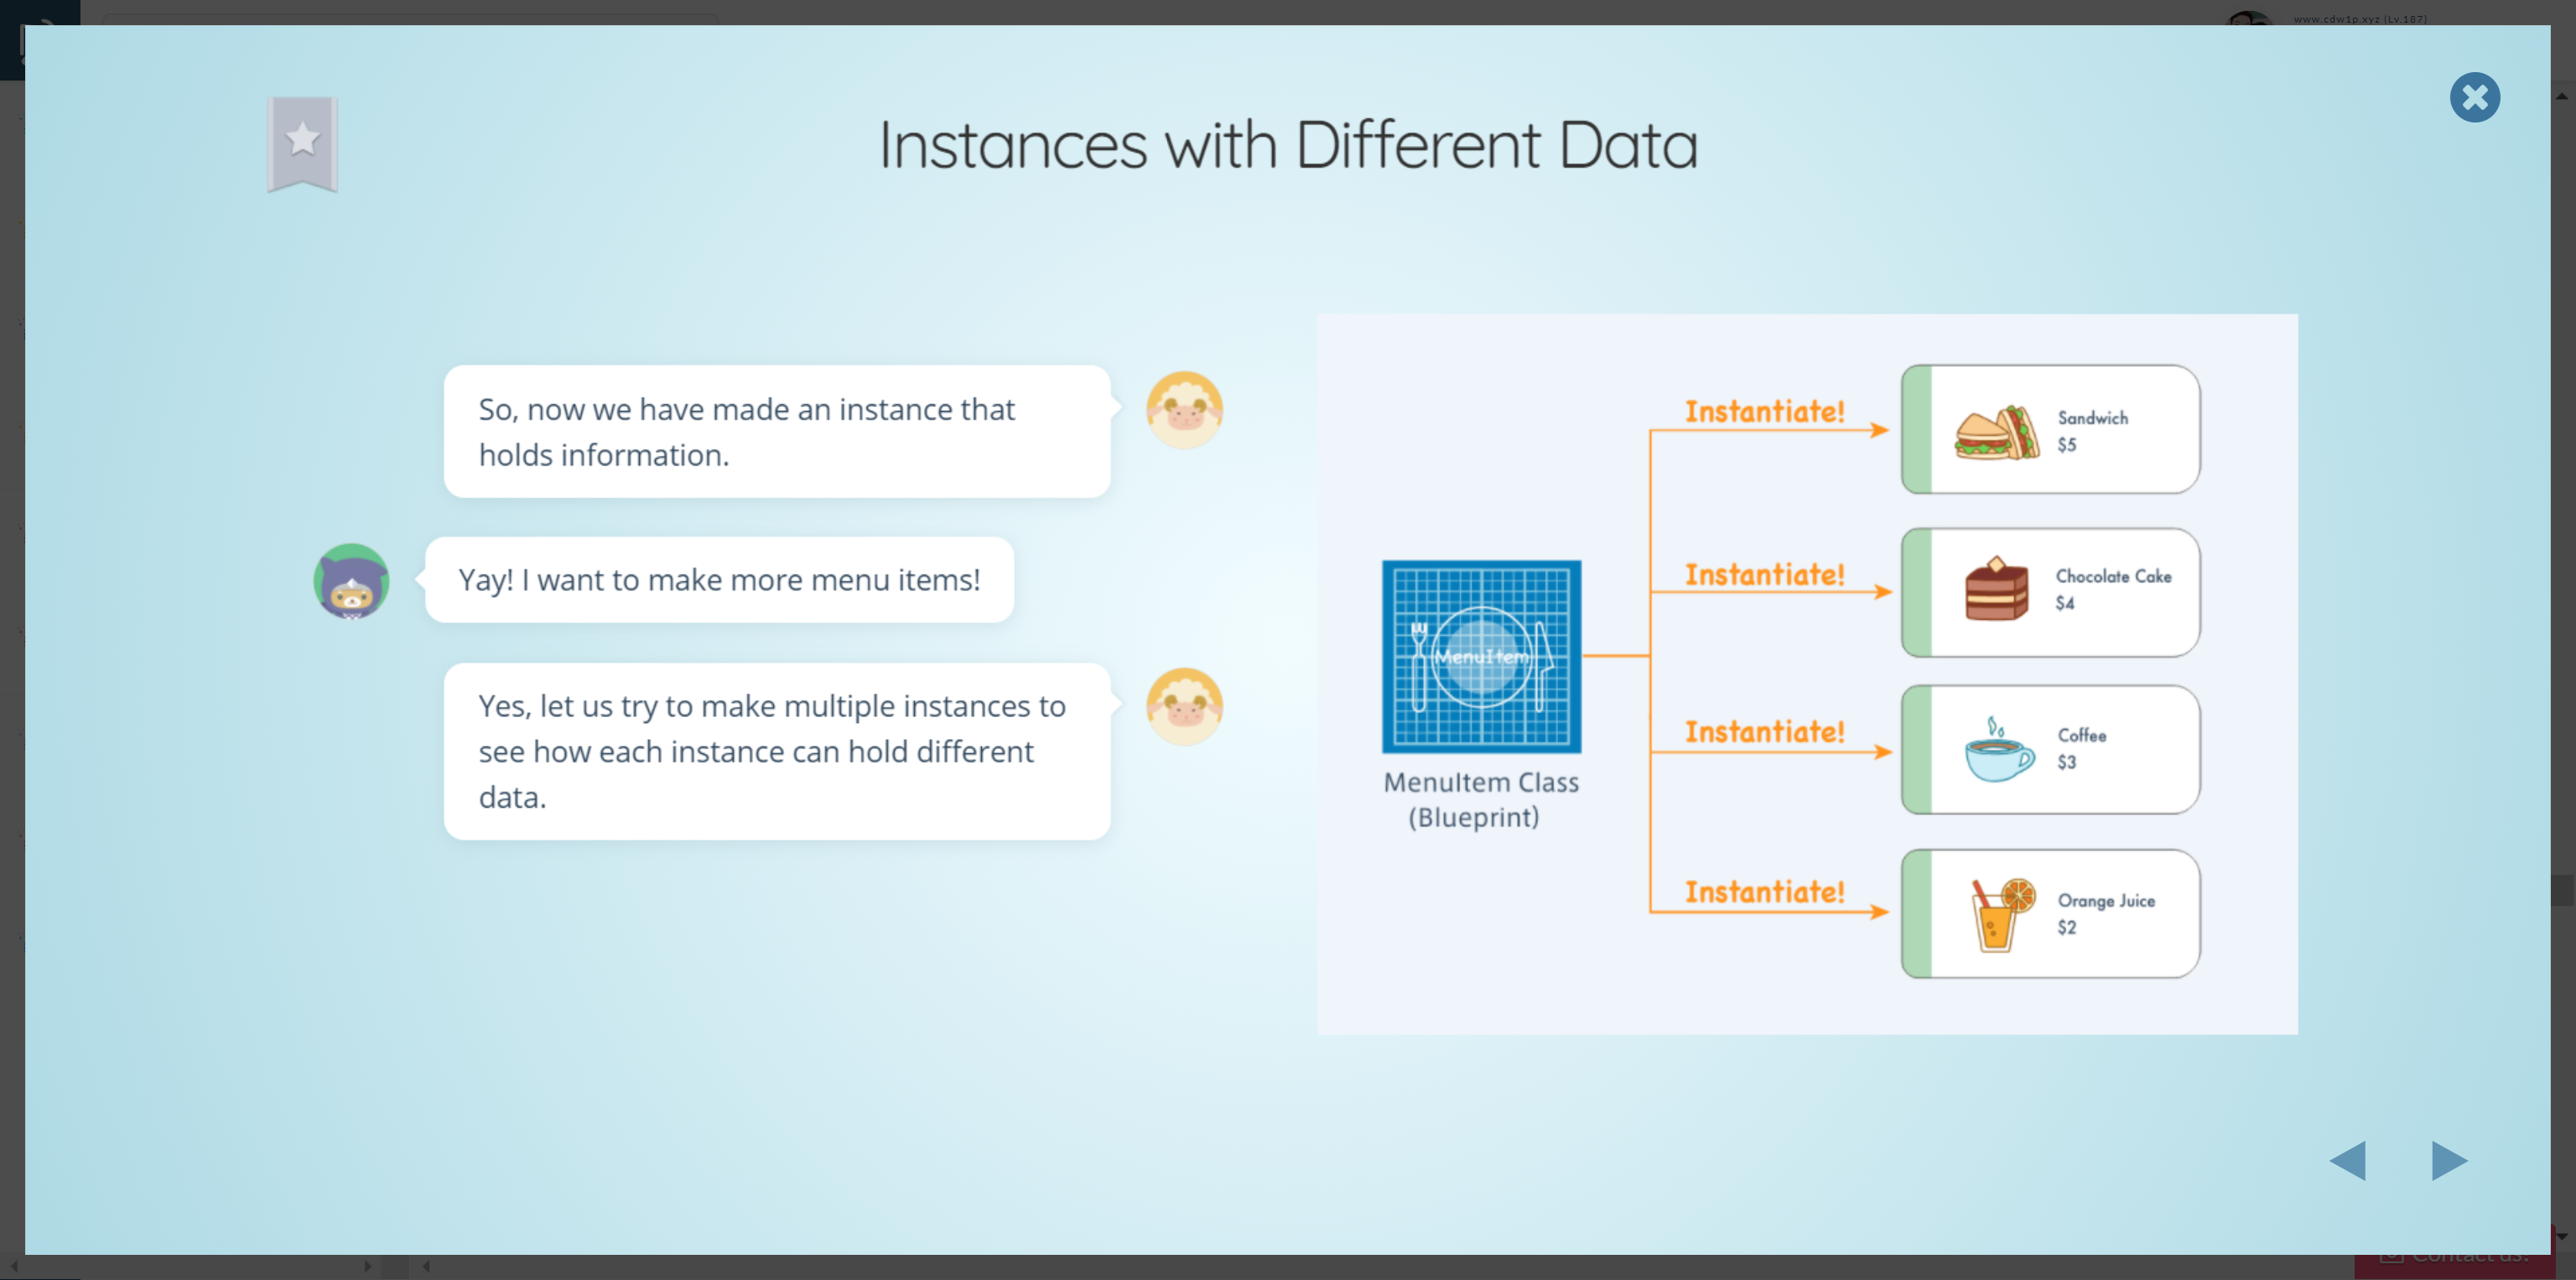 www.cdw1p.xyz (Lv.187)
Instances with Different Data
So, now we have made an instance that
holds information.
Yay! I want to make more menu items!
Yes, let us try to make multiple instances to
see how each instance can hold different
data.
MenuItem
MenuItem Class
(Blueprint)
Instantiate!
Sandwich
$5
Instantiate!
Chocolate Cake
$4
Instantiate!
Coffee
$3
Instantiate!
Orange Juice
$2
Contact us!